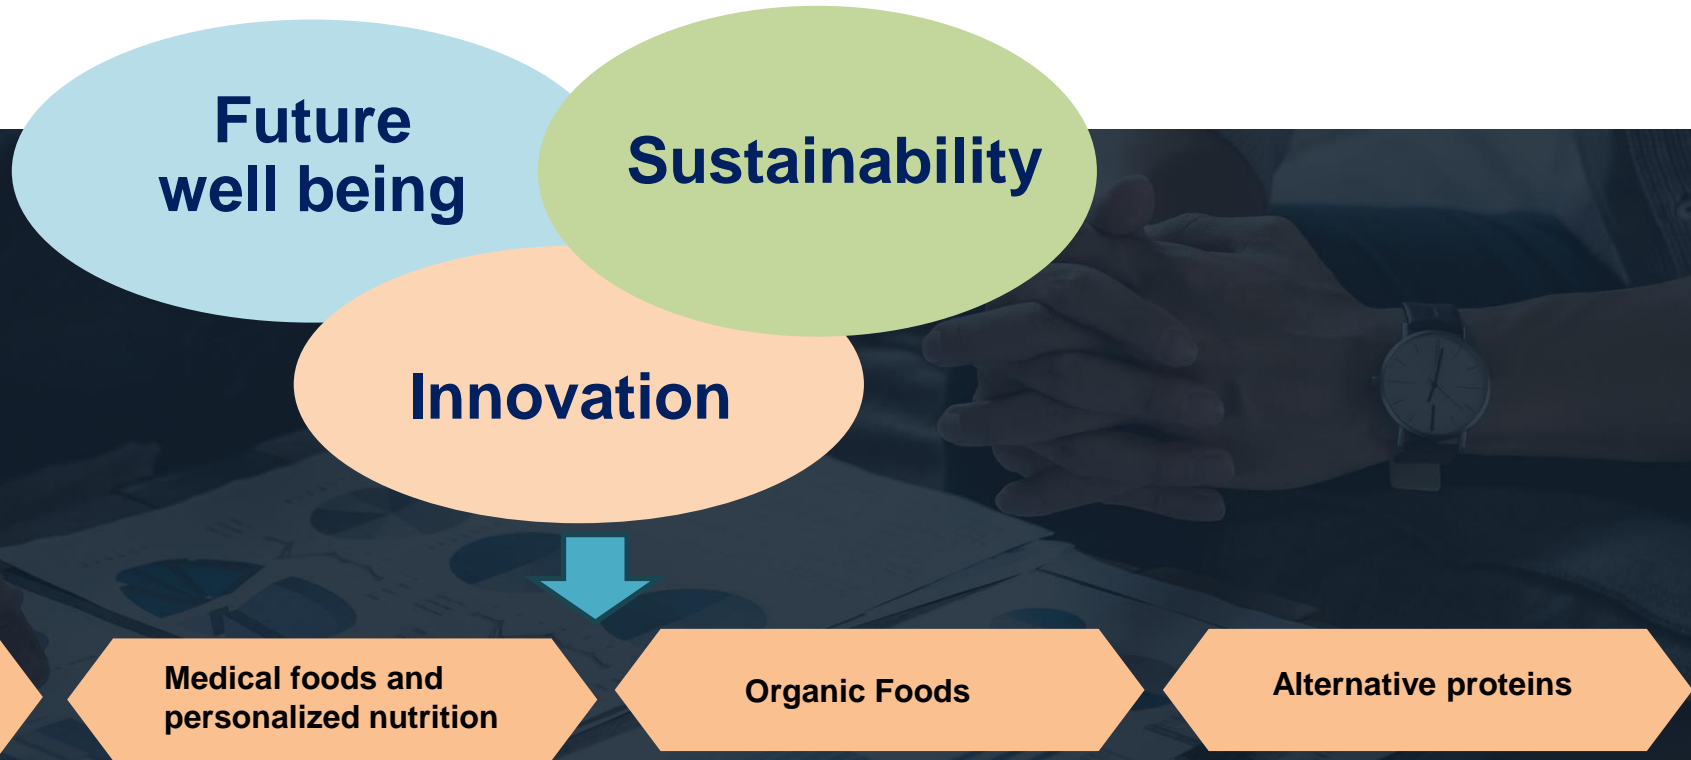 Future
well being
Sustainability
Innovation
Medical foods and
personalized nutrition
Organic Foods
Alternative proteins